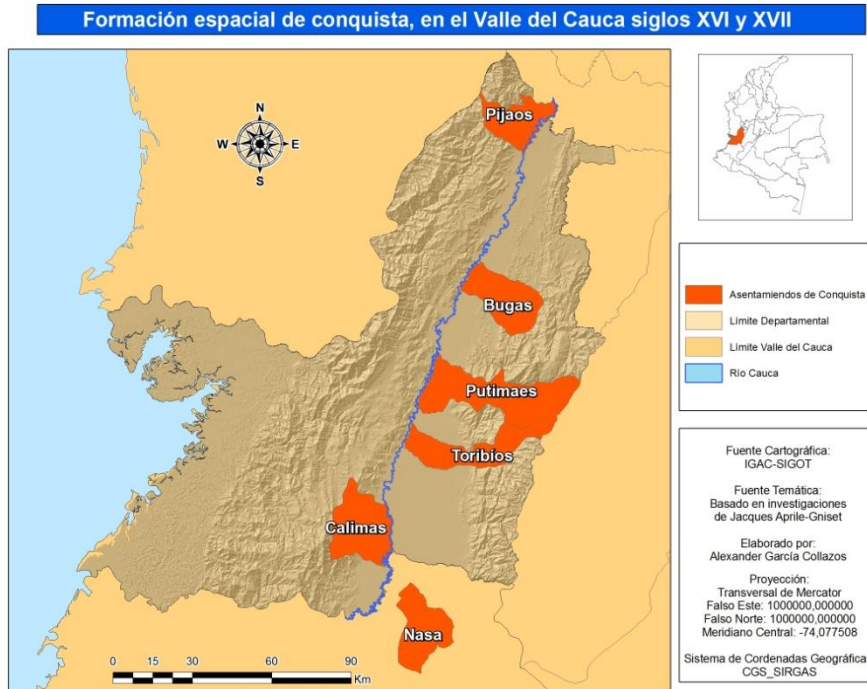 Formación espacial de conquista, en el Valle del Cauca siglos XVI y XVII
N
W
E
S
Pijaos
Bugas
Putimaes
Toribios
Calimas
Nasa
0 15 30 60 90
Km
Asentamiendos de Conquista
Limite Departamental
Limite Valle del Cauca
Río Cauca
Fuente Cartográfica:
IGAC-SIGOT
Fuente Temática:
Basado en investigaciones
de Jacques Aprile-Gniset
Elaborado por:
Alexander García Collazos
Proyección:
Transversal de Mercator
Falso Este: 1000000,000000
Falso Norte: 1000000,000000
Meridiano Central: -74,077508
Sistema de Cordenadas Geográfica
CGS_SIRGAS